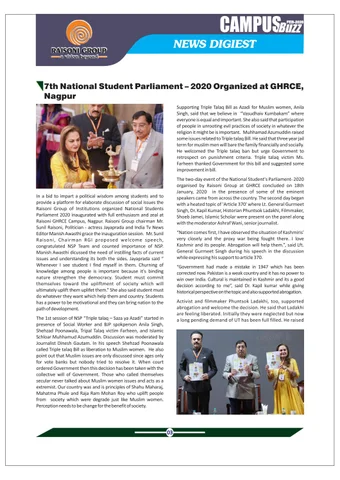 CAMPUS BUZZ
FEB-2020
RAISONI GROUP
a vision beyond
NEWS DIGIEST
7th National Student Parliament – 2020 Organized at GHRCE,
Nagpur
In a bid to impart a political wisdom among students and to
provide a platform for elaborate discussion of social issues the
Raisoni Group of Institutions organized National Students
Parliament 2020 inaugurated with full enthusiasm and zeal at
Raisoni GHRCE Campus, Nagpur. Raisoni Group chairman Mr.
Sunil Raisoni, Politician - actress Jayaprada and India Tv News
Editor Manish Awasthi grace the inauguration session. Mr. Sunil
Raisoni, Chairman RGI proposed welcome speech,
congratulated NSP Team and counted importance of NSP.
Manish Awasthi dicussed the need of instilling facts of current
issues and understanding its both the sides. Jayaprada said "
Whenever I see student i find myself in them, Churning of
knowledge among people is important because it's binding
nature strengthen the democracy. Student must commit
themselves toward the upliftment of society which will
ultimately uplift them uplifted them." She also said student must
do whatever they want which help them and country. Students
has a power to be motivational and they can bring nation to the
path of development.
The 1st session of NSP "Triple talaq – Saza ya Azadi" started in
presence of Social Worker and BJP spokperson Anila Singh,
Shehzad Poonawala, Tripal Talaq victim Farheen, and Islamic
Schloar Muhhamad Azumuddin. Discussion was moderated by
Journalist Dinesh Gautam. In his speech Shehzad Poonawala
called Triple talaq Bill as liberation to Muslim women. He also
point out that Muslim issues are only discussed since ages only
for vote banks but nobody tried to resolve it. When court
ordered Government then this decision has been taken with the
collective will of Government. Those who called themselves
secular never talked about Muslim women issues and acts as a
extremist. Our country was and is principles of Shahu Maharaj,
Mahatma Phule and Raja Ram Mohan Roy who uplift people
from society which were degrade just like Muslim women.
Perception needs to be change for the benefit of society.
Supporting Triple Talaq Bill as Azadi for Muslim women, Anila
Singh, said that we believe in "Vasudhaiv Kumbakam" where
everyone is equal and important. She also said that participation
of people in unrooting evil practices of society in whatever the
religion it might be is important. Muhhamad Azumuddin raised
some issues related to Triple talaq Bill. He said that three year jail
term for muslim men will bare the family financially and socially.
He welcomed the Triple talaq ban but urge Government to
retrospect on punishment criteria. Triple talaq victim Ms.
Farheen thanked Government for this bill and suggested some
improvement in bill.
The two-day event of the National Student's Parliament- 2020
organised by Raisoni Group at GHRCE concluded on 18th
January, 2020 in the presence of some of the eminent
speakers came from across the country. The second day began
with a heated topic of 'Article 370' where Lt. General Gurmeet
Singh, Dr. Kapil Kumar, Historian Phuntsok Ladakhi, Filmmaker,
Shoeb Jamei, Islamic Scholar were present on the panel along
with the moderator Ashraf Wani, senior journalist.
"Nation comes first, I have observed the situation of Kashmiris'
very closely and the proxy war being fought there. I love
Kashmir and its people. Abrogation will help them.", said Lft.
General Gurmeet Singh during his speech in the discussion
while expressing his support to article 370.
"Government had made a mistake in 1947 which has been
corrected now. Pakistan is a weak country and it has no power to
win over India. Cultural is maintained in Kashmir and its a good
decision according to me", said Dr. Kapil kumar while giving
historical perspective on the topic and also supported abrogation.
Activist and filmmaker Phuntsok Ladakhi, too, supported
abrogation and welcome the decision. He said that Ladakhi
are feeling liberated. Initially they were neglected but now
a long pending demand of UT has been full filled. He raised